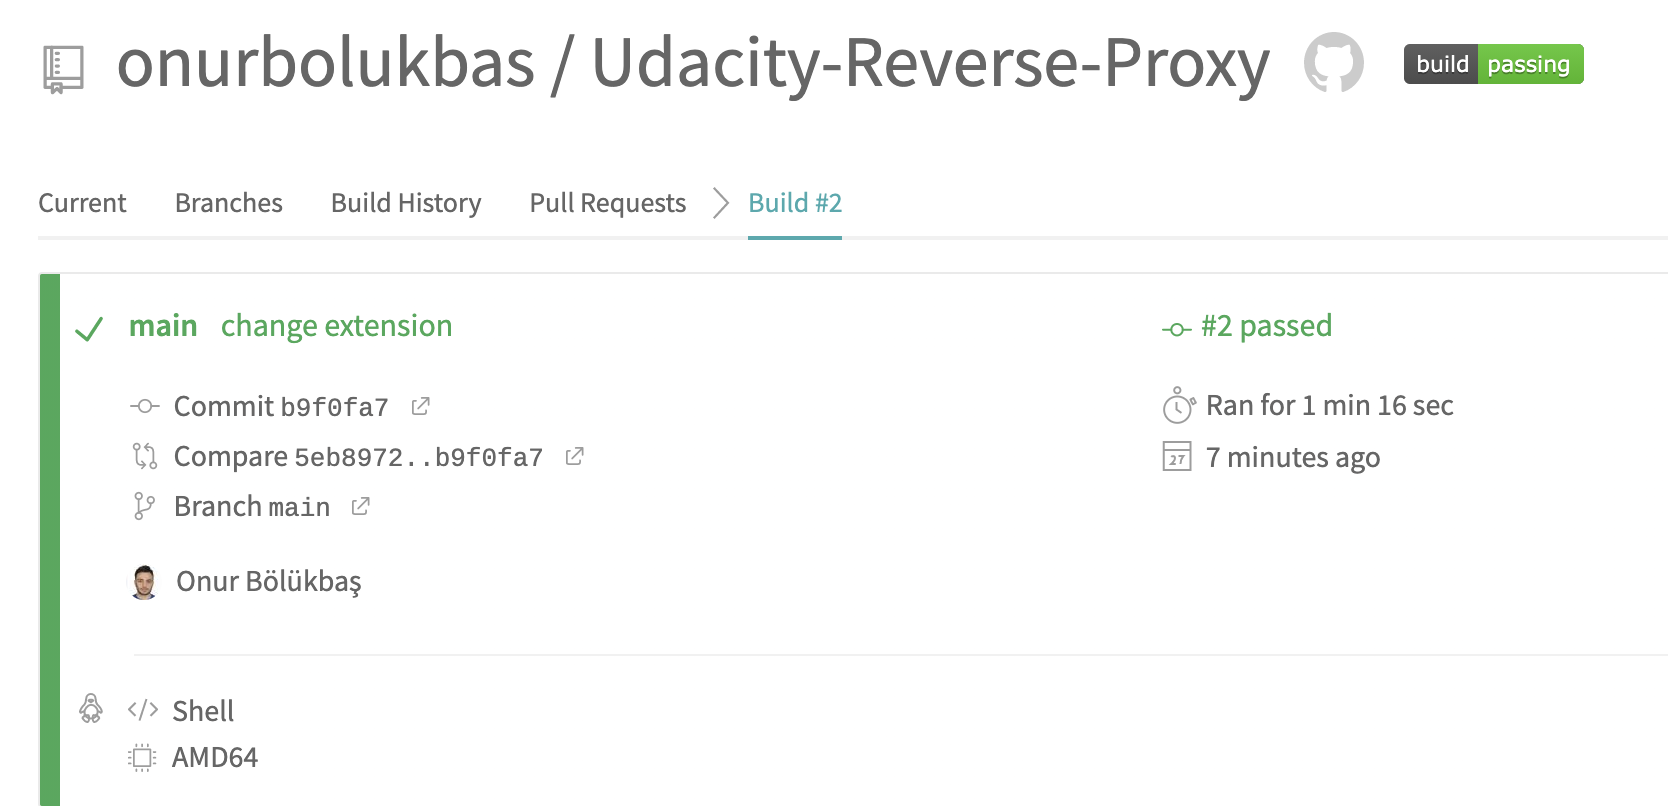 onurbolukbas / Udacity-Reverse-Proxy build passing
Current Branches Build History Pull Requests Build #2
main change extension
#2 passed
Commit b9f0fa7
Ran for 1 min 16 sec
Compare 5eb8972..b9f0fa7
27 7 minutes ago
Branch main
Onur Bölükbaş
</> Shell
AMD64